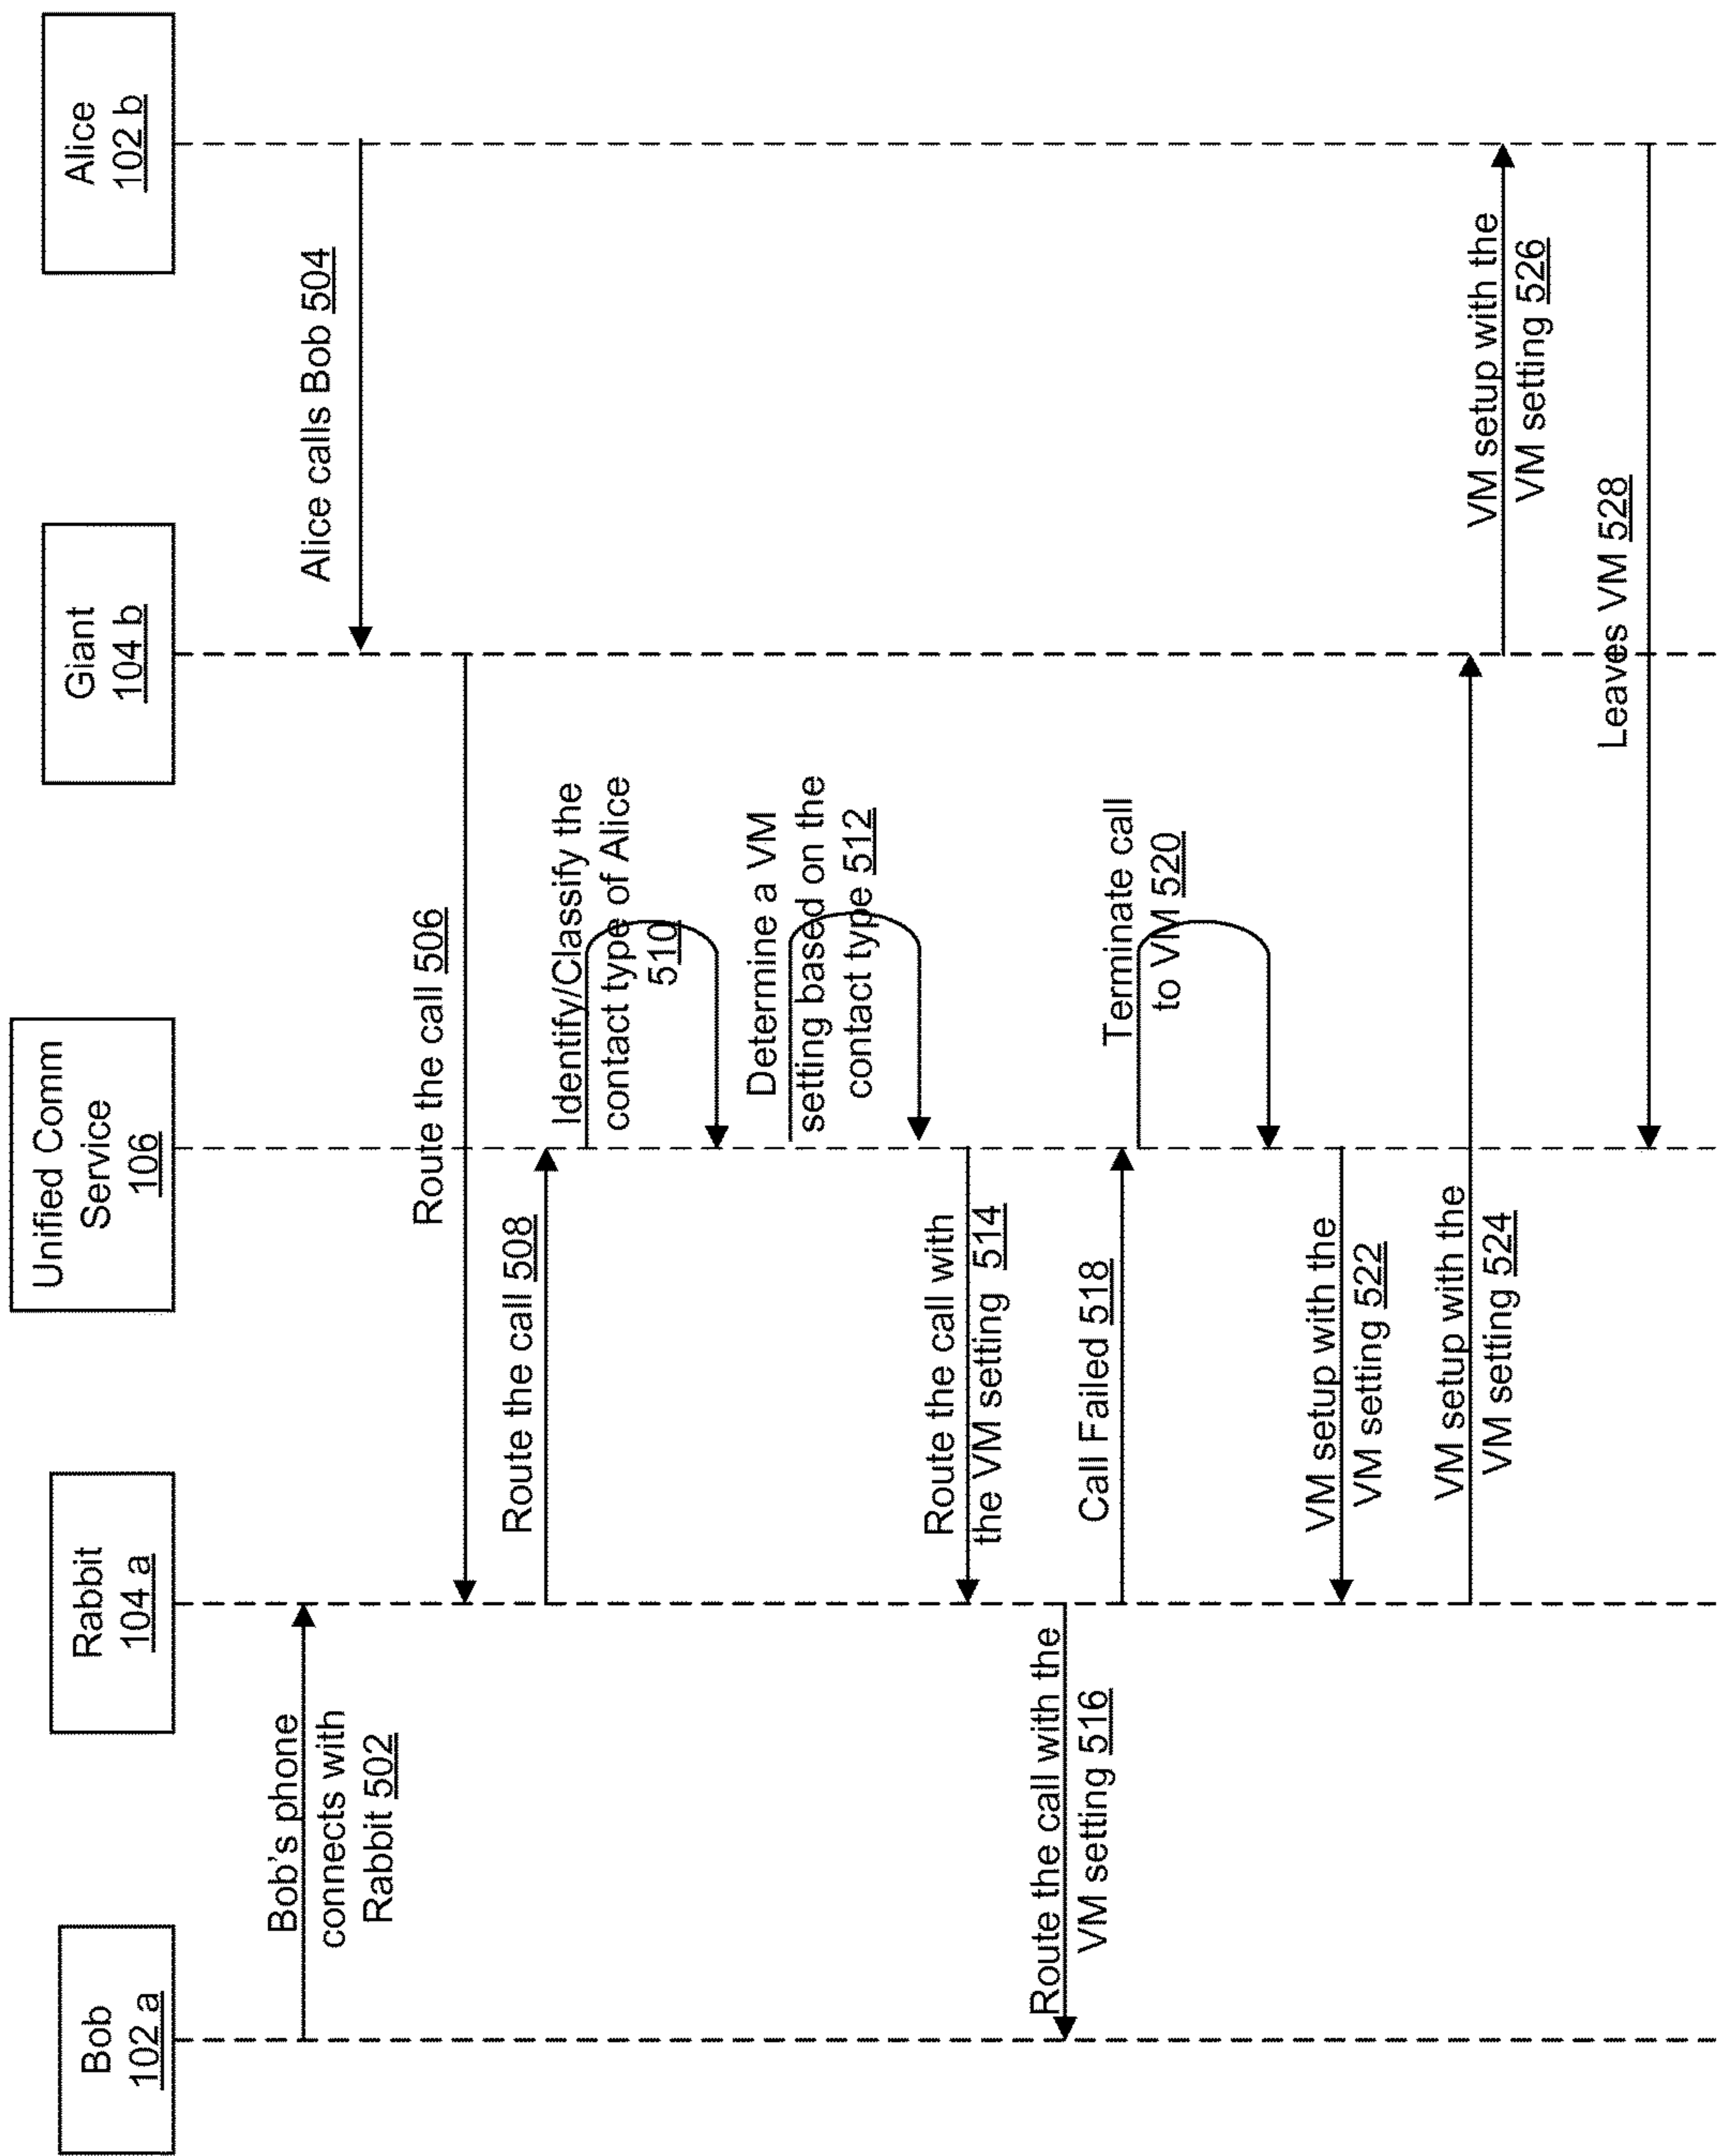 Bob
102 a
Rabbit
104 a
Unified Comm
Service
106
Giant
104 b
Alice
102 b
Bob's phone
connects with
Rabbit 502
Alice calls Bob 504
Route the call 506
Route the call 508
Identify/Classify the
contact type of Alice
510
Determine a VM
setting based on the
contact type 512
Route the call with
the VM setting 514
Route the call with the
VM setting 516
Call Failed 518
Terminate call
to VM 520
VM setup with the
VM setting 522
VM setup with the
VM setting 524
VM setup with the
VM setting 526
Leaves VM 528